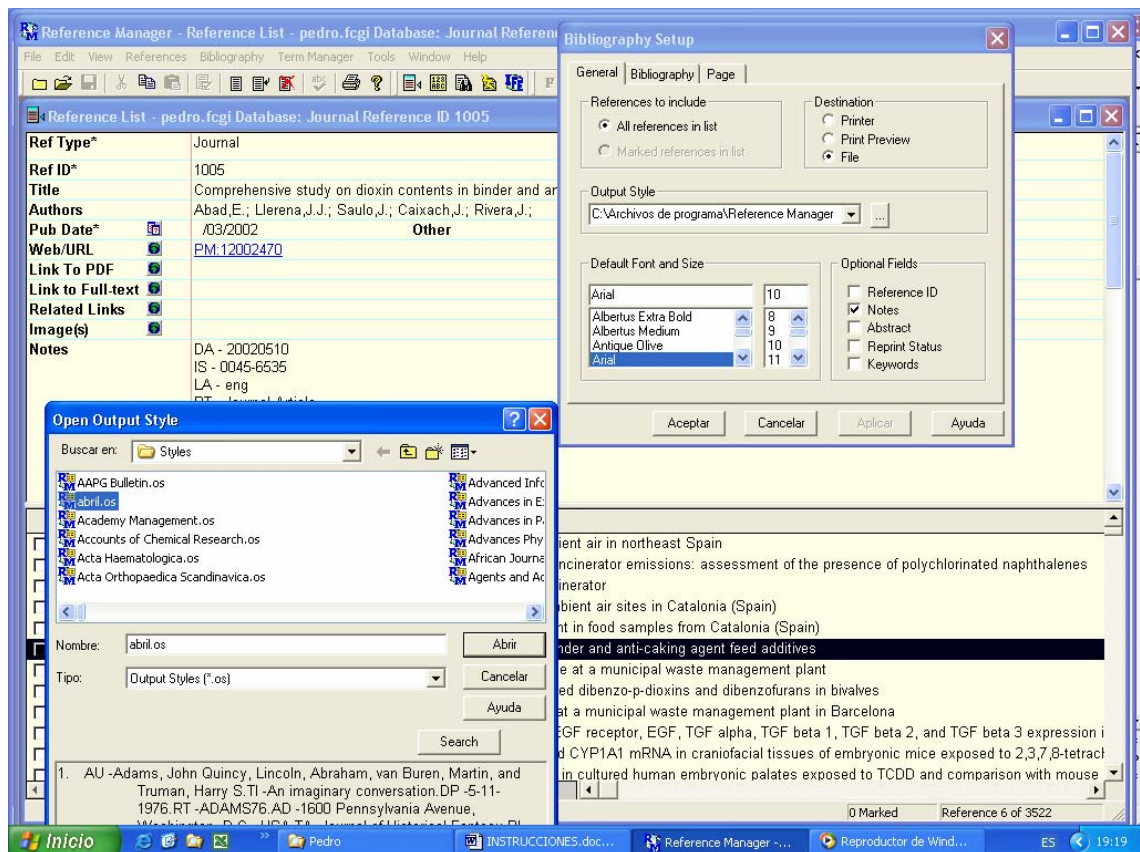 Reference Manager - Reference List - pedro.fcgi Database: Journal Referen
File Edit View References Bibliography Term Manager Tools Window Help
Reference List - pedro.fcgi Database: Journal Reference ID 1005
Ref Type* Journal
Ref ID* 1005
Title Comprehensive study on dioxin contents in binder and an
Authors Abad,E.; Llerena,J.J.; Saulo,J.; Caixach,J.; Rivera,J.;
Pub Date* /03/2002 Other
Web/URL PM:12002470
Link To PDF
Link to Full-text
Related Links
Image(s)
Notes DA - 20020510
IS - 0045-6535
LA - eng
Bibliography Setup
General Bibliography Page
References to include
All references in list
Marked references in list
Destination
Printer
Print Preview
File
Output Style
C:\Archivos de programa\Reference Manager ...
Default Font and Size
Arial 10
Albertus Extra Bold 8
Albertus Medium 9
Antique Olive 10
Arial 11
Optional Fields
Reference ID
Notes
Abstract
Reprint Status
Keywords
Aceptar Cancelar Aplicar Ayuda
Open Output Style
Buscar en: Styles
AAPG Bulletin.os
abril.os
Academy Management.os
Accounts of Chemical Research.os
Acta Haematologica.os
Acta Orthopaedica Scandinavica.os
Advanced Info
Advances in E
Advances in P
Advances Phy
African Journa
Agents and Ac
Nombre: abril.os Abrir
Tipo: Output Styles (*.os) Cancelar
Ayuda
Search
1. AU -Adams, John Quincy, Lincoln, Abraham, van Buren, Martin, and
Truman, Harry S.TI -An imaginary conversation.DP -5-11-
1976.RT -ADAMS76.AD -1600 Pennsylvania Avenue,
ient air in northeast Spain
ncinerator emissions: assessment of the presence of polychlorinated naphthalenes
inerator
bient air sites in Catalonia (Spain)
nt in food samples from Catalonia (Spain)
nder and anti-caking agent feed additives
e at a municipal waste management plant
ed dibenzo-p-dioxins and dibenzofurans in bivalves
at a municipal waste management plant in Barcelona
EGF receptor, EGF, TGF alpha, TGF beta 1, TGF beta 2, and TGF beta 3 expression i
d CYP1A1 mRNA in craniofacial tissues of embryonic mice exposed to 2,3,7,8-tetrach
in cultured human embryonic palates exposed to TCDD and comparison with mouse
0 Marked Reference 6 of 3522
Inicio Pedro INSTRUCCIONES.doc... Reference Manager -... Reproductor de Wind... ES 19:19